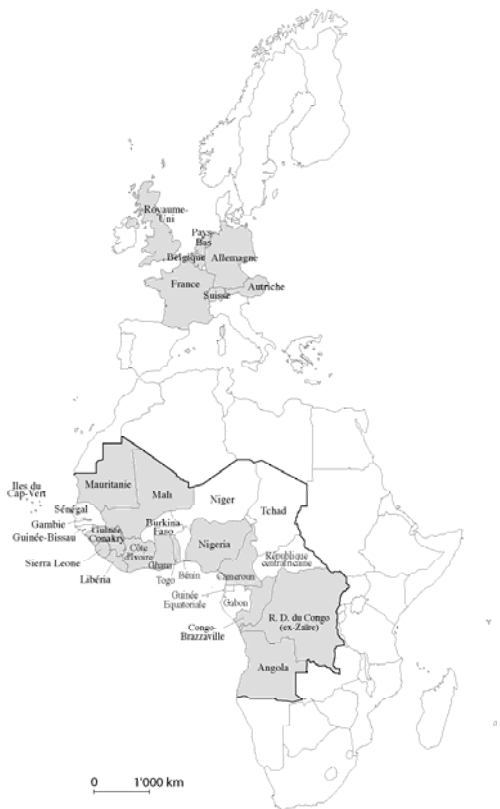 Royaume-
Uni
Pays-
Bas
Belgique
Allemagne
France
Suisse
Autriche
Mauritanie
Mali
Niger
Tchad
Iles du
Cap-Vert
Sénégal
Gambie
Guinée-Bissau
Guinée
Conakry
Burkina
Faso
Nigeria
Sierra Leone
Côte
d'Ivoire
Ghana
Libéria
Togo
Bénin
Cameroun
République
centrafricaine
Guinée
Equatoriale
Gabon
Congo-
Brazzaville
R. D. du Congo
(ex-Zaïre)
Angola
0 1'000 km